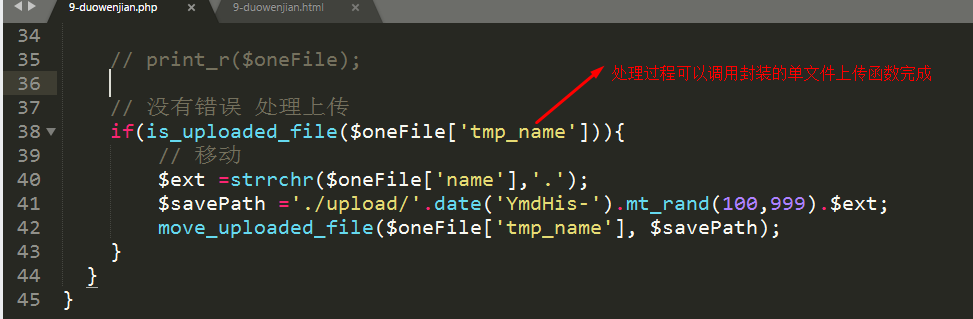 9-duowenjian.php × 9-duowenjian.html ×
34
35 // print_r($oneFile);
处理过程可以调用封装的单文件上传函数完成
36
37 // 没有错误 处理上传
38 if(is_uploaded_file($oneFile['tmp_name'])){
39 // 移动
40 $ext =strrchr($oneFile['name'],'.');
41 $savePath ='./upload/'.date('YmdHis-').mt_rand(100,999).$ext;
42 move_uploaded_file($oneFile['tmp_name'], $savePath);
43 }
44 }
45 }